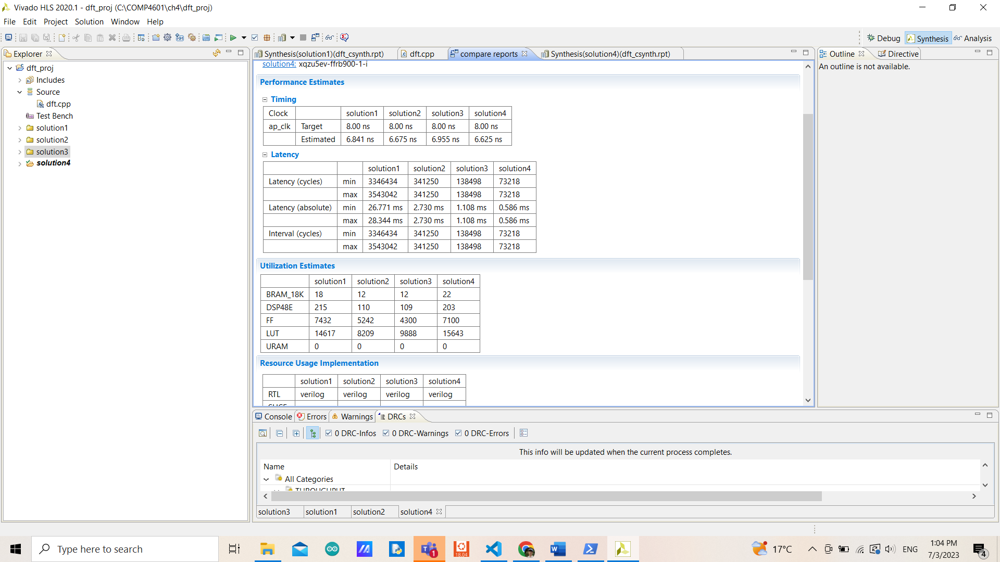 Vivado HLS 2020.1 - dft_proj (C:\COMP4601\ch4\dft_proj)
File Edit Project Solution Window Help
Debug Synthesis Analysis
Explorer
dft_proj
Includes
Source
dft.cpp
Test Bench
solution1
solution2
solution3
solution4
Synthesis(solution1)(dft_csynth.rpt) dft.cpp compare reports Synthesis(solution4)(dft_csynth.rpt)
solution4: xqzu5ev-ffrb900-1-i
Performance Estimates
Timing
Clock solution1 solution2 solution3 solution4
ap_clk Target 8.00 ns 8.00 ns 8.00 ns 8.00 ns
Estimated 6.841 ns 6.675 ns 6.955 ns 6.625 ns
Latency
solution1 solution2 solution3 solution4
Latency (cycles) min 3346434 341250 138498 73218
max 3543042 341250 138498 73218
Latency (absolute) min 26.771 ms 2.730 ms 1.108 ms 0.586 ms
max 28.344 ms 2.730 ms 1.108 ms 0.586 ms
Interval (cycles) min 3346434 341250 138498 73218
max 3543042 341250 138498 73218
Utilization Estimates
solution1 solution2 solution3 solution4
BRAM_18K 18 12 12 22
DSP48E 215 110 109 203
FF 7432 5242 4300 7100
LUT 14617 8209 9888 15643
URAM 0 0 0 0
Resource Usage Implementation
solution1 solution2 solution3 solution4
RTL verilog verilog verilog verilog
Outline Directive
An outline is not available.
Console Errors Warnings DRCs
0 DRC-Infos 0 DRC-Warnings 0 DRC-Errors
This info will be updated when the current process completes.
Name Details
All Categories
THROUGHPUT
solution3 solution1 solution2 solution4
Type here to search
1
18.04
17°C
ENG
1:04 PM
7/3/2023
4